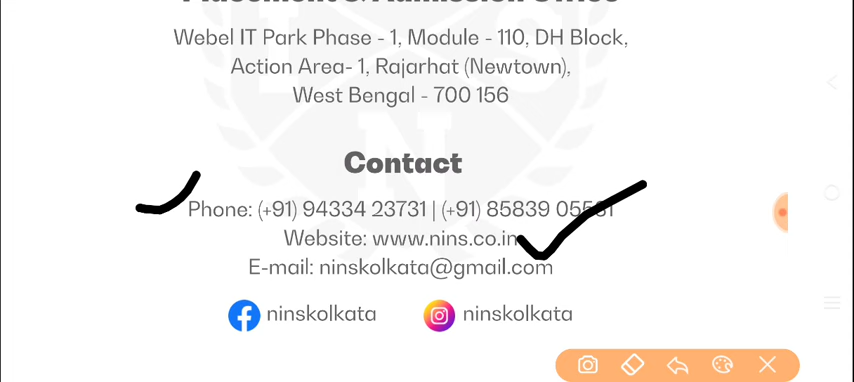 Webel IT Park Phase - 1, Module - 110, DH Block,
Action Area- 1, Rajarhat (Newtown),
West Bengal - 700 156
Contact
Phone: (+91) 94334 23731 | (+91) 85839
Website: www.nins.co.in
E-mail: ninskolkata@gmail.com
ninskolkata
ninskolkata